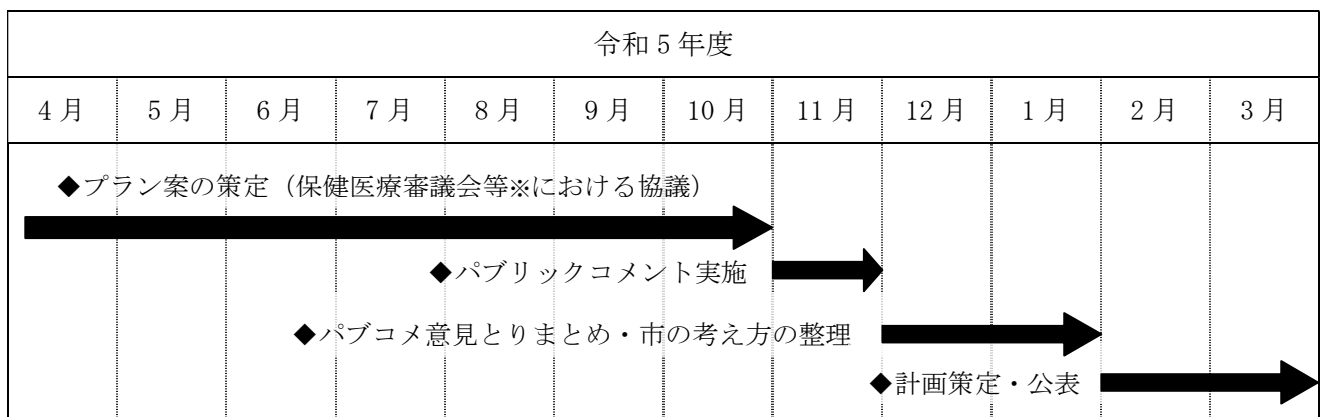 令和5年度
4月 5月 6月 7月 8月 9月 10月 11月 12月 1月 2月 3月
◆プラン案の策定（保健医療審議会等※における協議）
◆パブリックコメント実施
◆パブコメ意見とりまとめ・市の考え方の整理
◆計画策定・公表